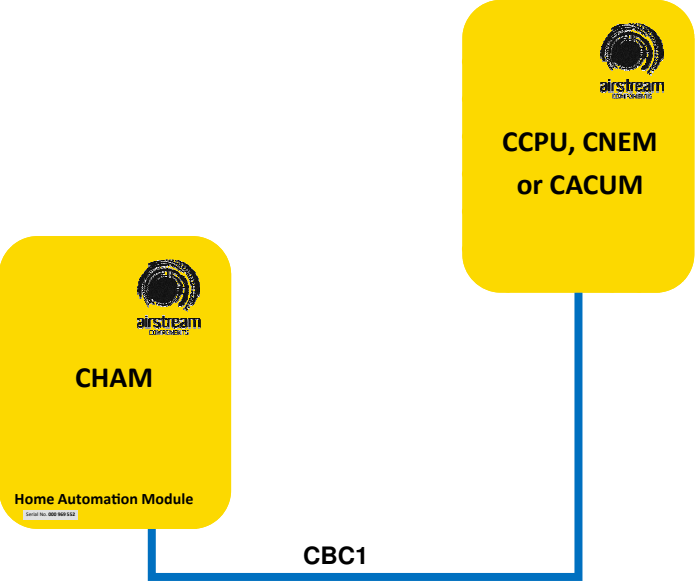 airstream
COMPONENTS
CCPU, CNEM
or CACUM
airstream
COMPONENTS
CHAM
Home Automation Module
Serial No. 000 969 553
CBC1